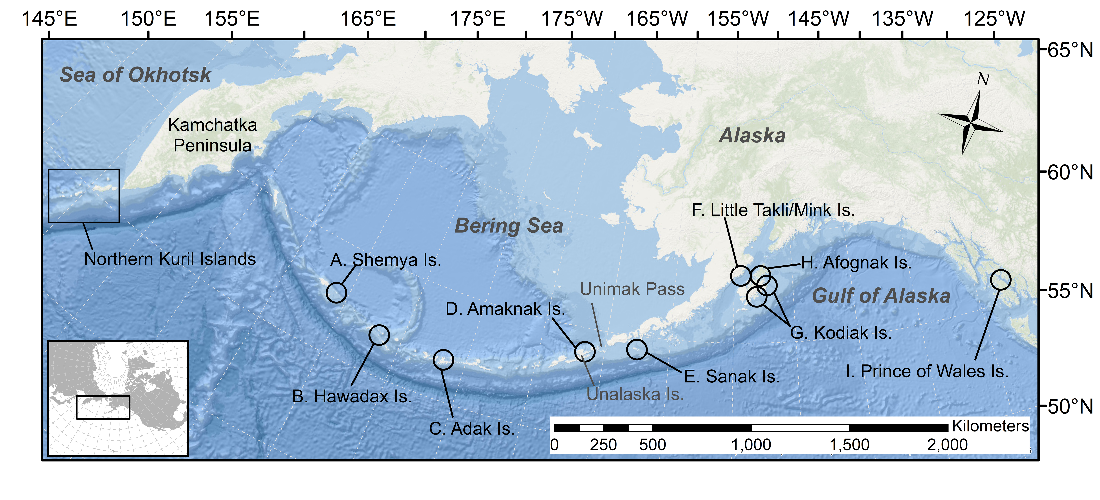 145°E 150°E 155°E 165°E 175°E 175°W 165°W 155°W 145°W 135°W 125°W
65°N
Sea of Okhotsk
N
Kamchatka
Peninsula
Alaska
60°N
F. Little Takli/Mink Is.
Bering Sea
Northern Kuril Islands
A. Shemya Is.
H. Afognak Is.
55°N
Unimak Pass
Gulf of Alaska
D. Amaknak Is.
G. Kodiak Is.
I. Prince of Wales Is.
E. Sanak Is.
B. Hawadax Is.
Unalaska Is.
50°N
C. Adak Is.
Kilometers
0 250 500 1,000 1,500 2,000